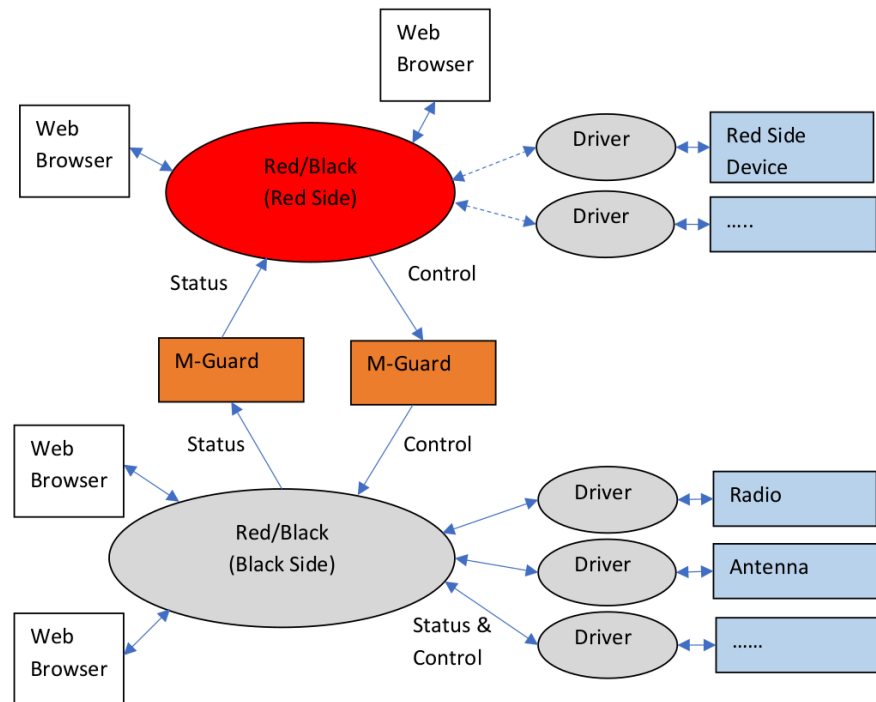 Web
Browser
Web
Browser
Red/Black
(Red Side)
Driver
Red Side
Device
Driver
.....
Status
Control
M-Guard
M-Guard
Status
Control
Web
Browser
Red/Black
(Black Side)
Driver
Radio
Driver
Antenna
Web
Browser
Status &
Control
Driver
......